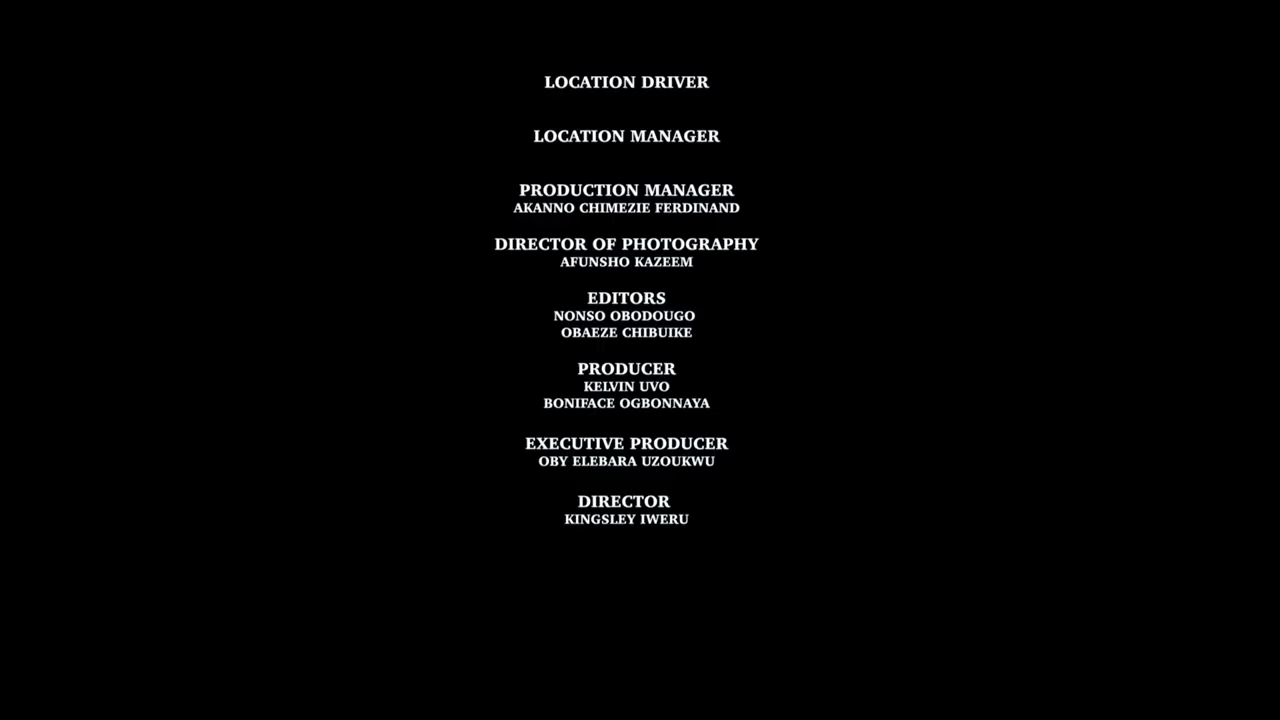 LOCATION DRIVER
LOCATION MANAGER
PRODUCTION MANAGER
AKANNO CHIMEZIE FERDINAND
DIRECTOR OF PHOTOGRAPHY
AFUNSHO KAZEEM
EDITORS
NONSO OBODOUGO
OBAEZE CHIBUIKE
PRODUCER
KELVIN UVO
BONIFACE OGBONNAYA
EXECUTIVE PRODUCER
OBY ELEBARA UZOUKWU
DIRECTOR
KINGSLEY IWERU